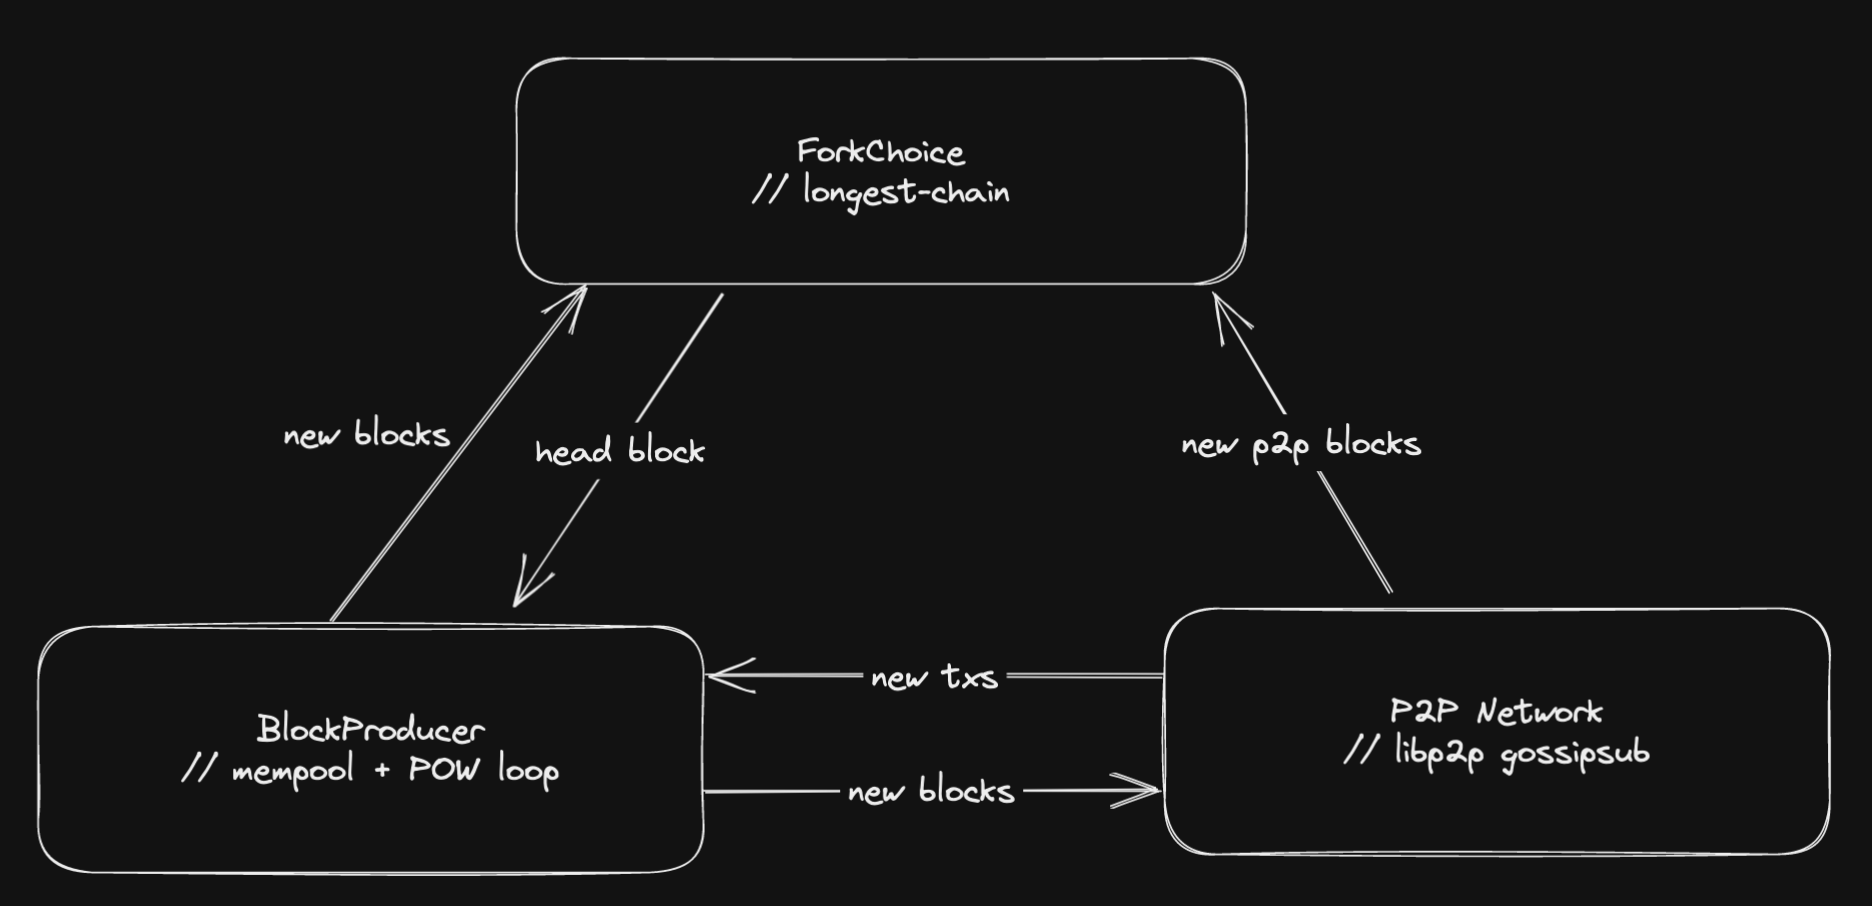 ForkChoice
// longest-chain
new blocks
head block
new p2p blocks
new txs
BlockProducer
// mempool + POW loop
P2P Network
// libp2p gossipsub
new blocks